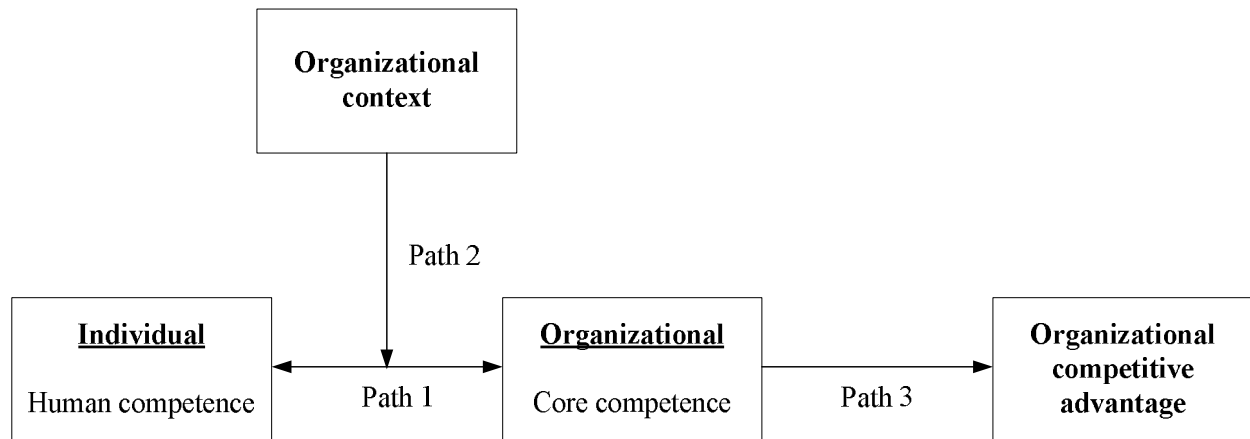 Organizational
context
Path 2
Individual
Human competence
Path 1
Organizational
Core competence
Path 3
Organizational
competitive
advantage